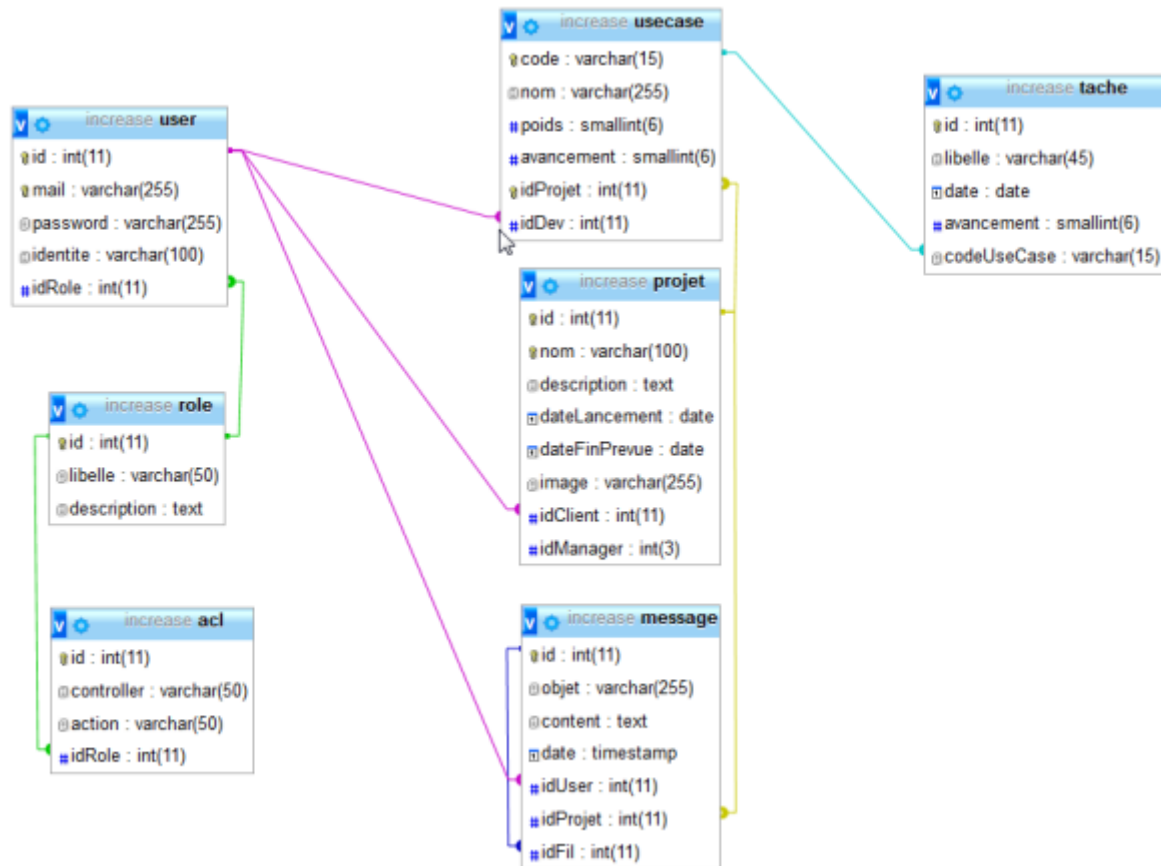 increase user
id : int(11)
mail : varchar(255)
password : varchar(255)
identite : varchar(100)
#idRole : int(11)
increase role
id : int(11)
libelle : varchar(50)
description : text
increase acl
id : int(11)
controller : varchar(50)
action : varchar(50)
#idRole : int(11)
increase usecase
code : varchar(15)
nom : varchar(255)
#poids : smallint(6)
#avancement : smallint(6)
idProjet : int(11)
#idDev : int(11)
increase projet
id : int(11)
nom : varchar(100)
description : text
dateLancement : date
dateFinPrevue : date
image : varchar(255)
#idClient : int(11)
#idManager : int(3)
increase message
id : int(11)
objet : varchar(255)
content : text
date : timestamp
#idUser : int(11)
#idProjet : int(11)
#idFil : int(11)
increase tache
id : int(11)
libelle : varchar(45)
date : date
#avancement : smallint(6)
codeUseCase : varchar(15)